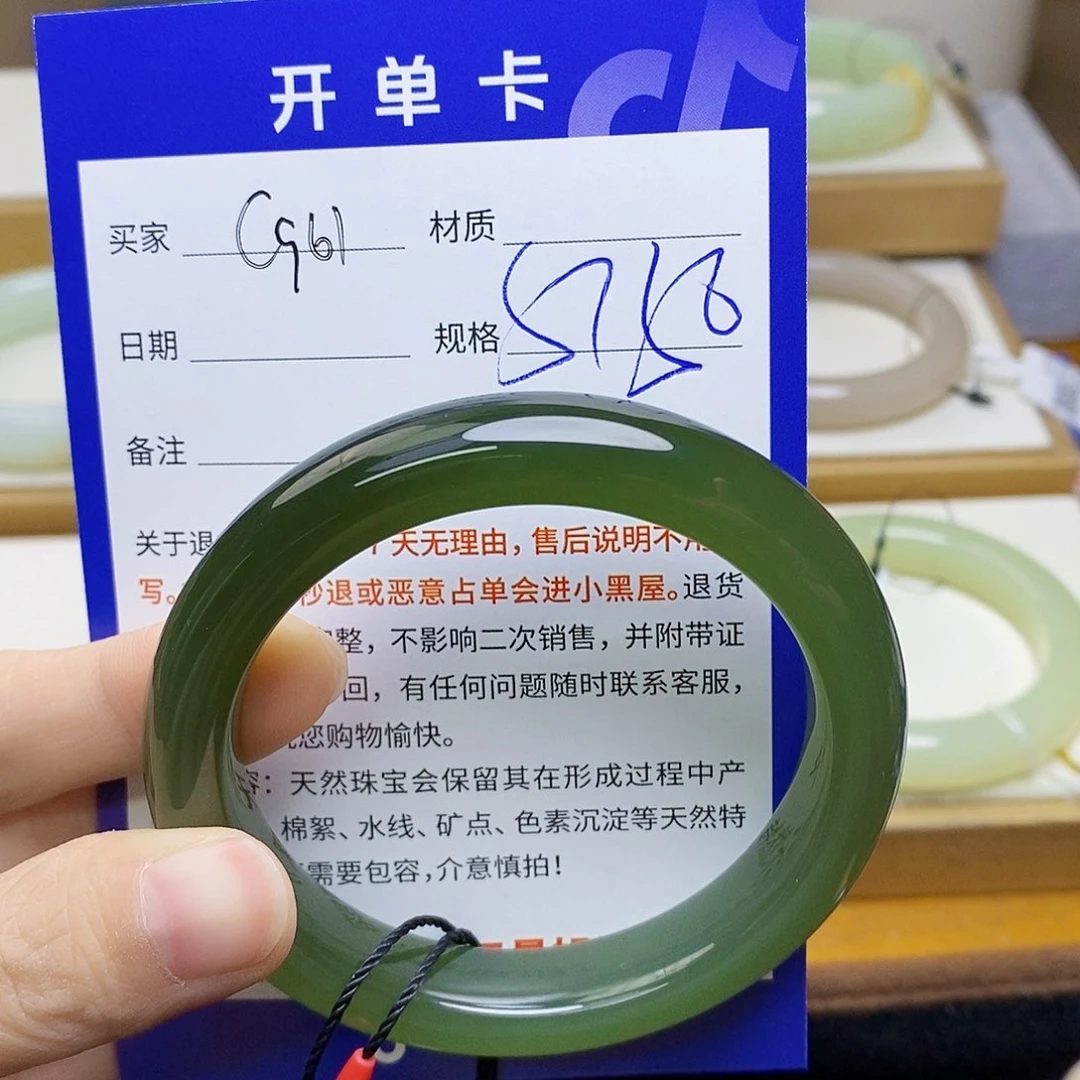 开单卡
买家 材质
日期 规格 5758
备注
关于退 天无理由，售后说明不
写。 秒退或恶意占单会进小黑屋。退货
整，不影响二次销售，并附带证
回，有任何问题随时联系客服，
您购物愉快。
容：天然珠宝会保留其在形成过程中产
棉絮、水线、矿点、色素沉淀等天然特
需要包容，介意慎拍！